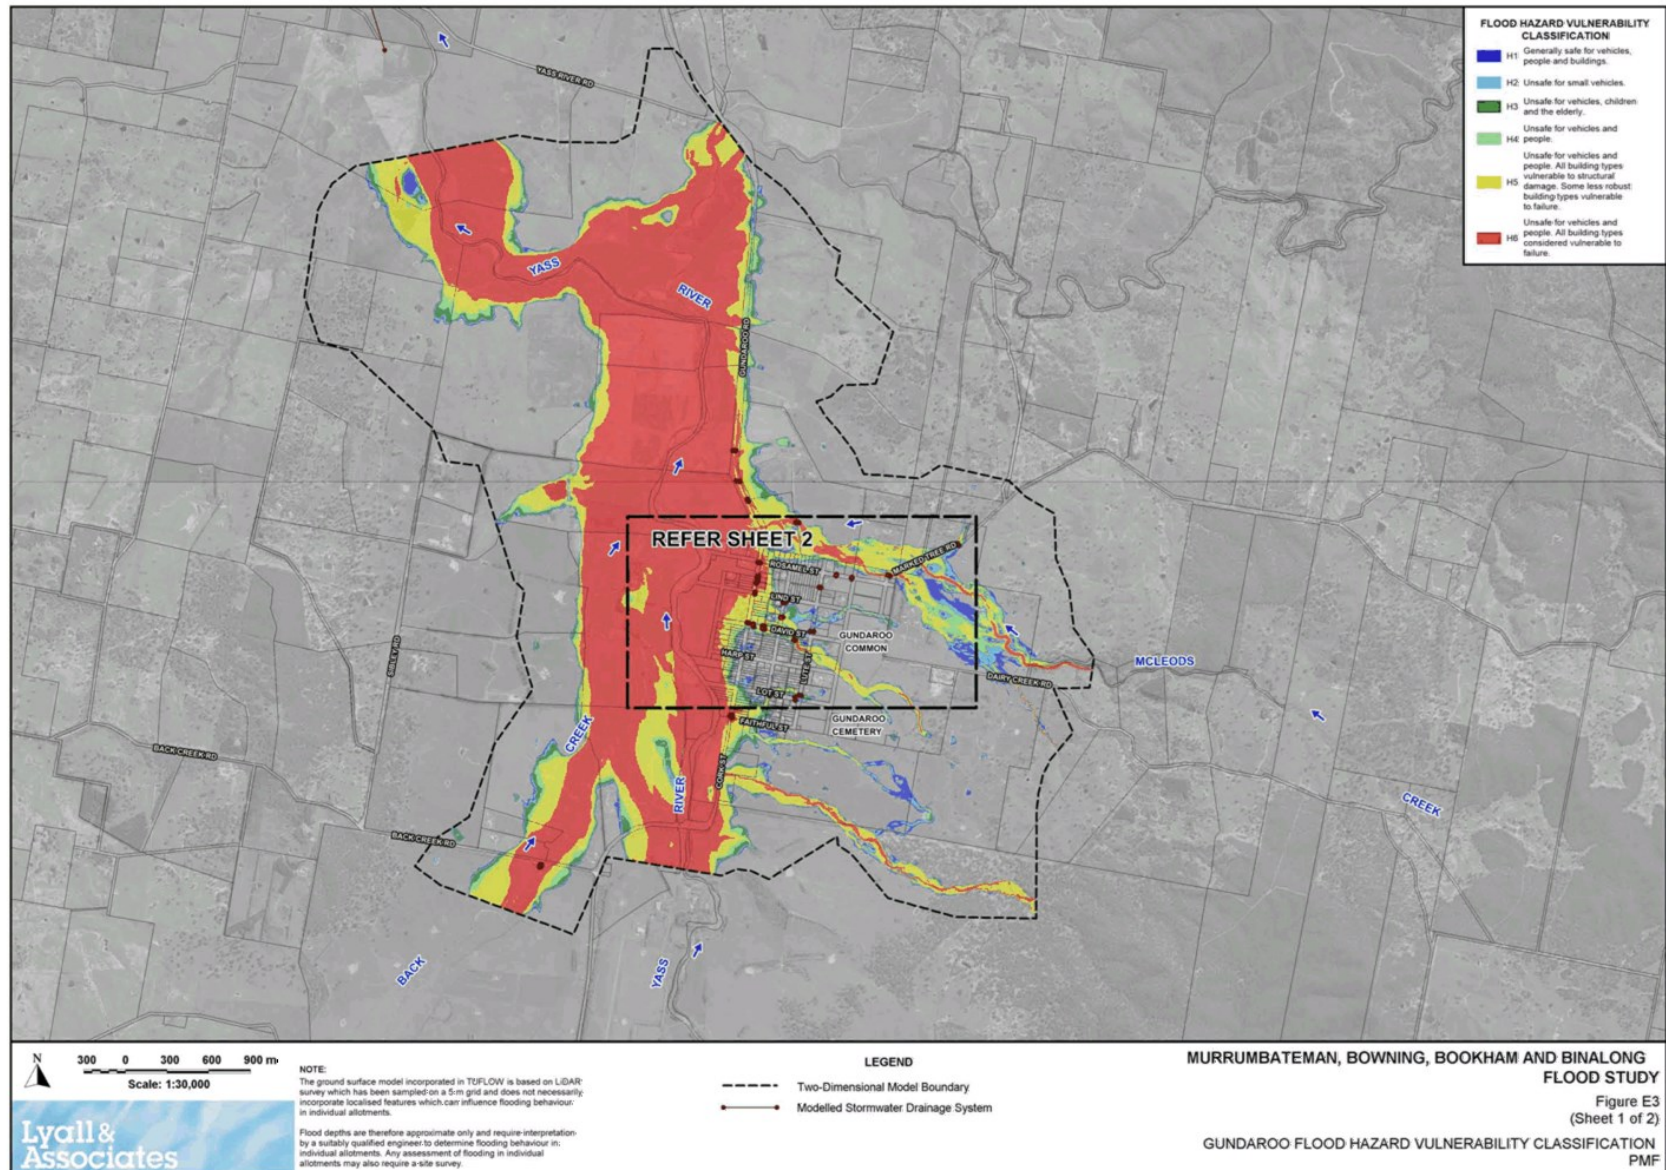 FLOOD HAZARD VULNERABILITY
CLASSIFICATION
H1 Generally safe for vehicles,
people and buildings.
H2 Unsafe for small vehicles.
H3 Unsafe for vehicles, children
and the elderly.
H4 Unsafe for vehicles and
people.
H5 Unsafe for vehicles and
people. All building types
vulnerable to structural
damage. Some less robust
building types vulnerable
to failure.
H6 Unsafe for vehicles and
people. All building types
considered vulnerable to
failure.
YASS RIVER RD
YASS
RIVER
GUNDAROO RD
REFER SHEET 2
ROSAMEL ST
MARKED TREE RD
LIND ST
DAVID ST
GUNDAROO
COMMON
HARP ST
LUTE ST
SIBLEY RD
MCLEODS
DAIRY CREEK RD
LOT ST
FAITHFUL ST
GUNDAROO
CEMETERY
CREEK
BACK CREEK RD
CORK ST
RIVER
CREEK
BACK CREEK RD
BACK
YASS
N
300 0 300 600 900 m
Scale: 1:30,000
Lyall &
Associates
NOTE:
The ground surface model incorporated in TUFLOW is based on LiDAR
survey which has been sampled on a 5 m grid and does not necessarily
incorporate localised features which can influence flooding behaviour
in individual allotments.
Flood depths are therefore approximate only and require interpretation
by a suitably qualified engineer to determine flooding behaviour in
individual allotments. Any assessment of flooding in individual
allotments may also require a site survey.
LEGEND
Two-Dimensional Model Boundary
Modelled Stormwater Drainage System
MURRUMBATEMAN, BOWNING, BOOKHAM AND BINALONG
FLOOD STUDY
Figure E3
(Sheet 1 of 2)
GUNDAROO FLOOD HAZARD VULNERABILITY CLASSIFICATION
PMF